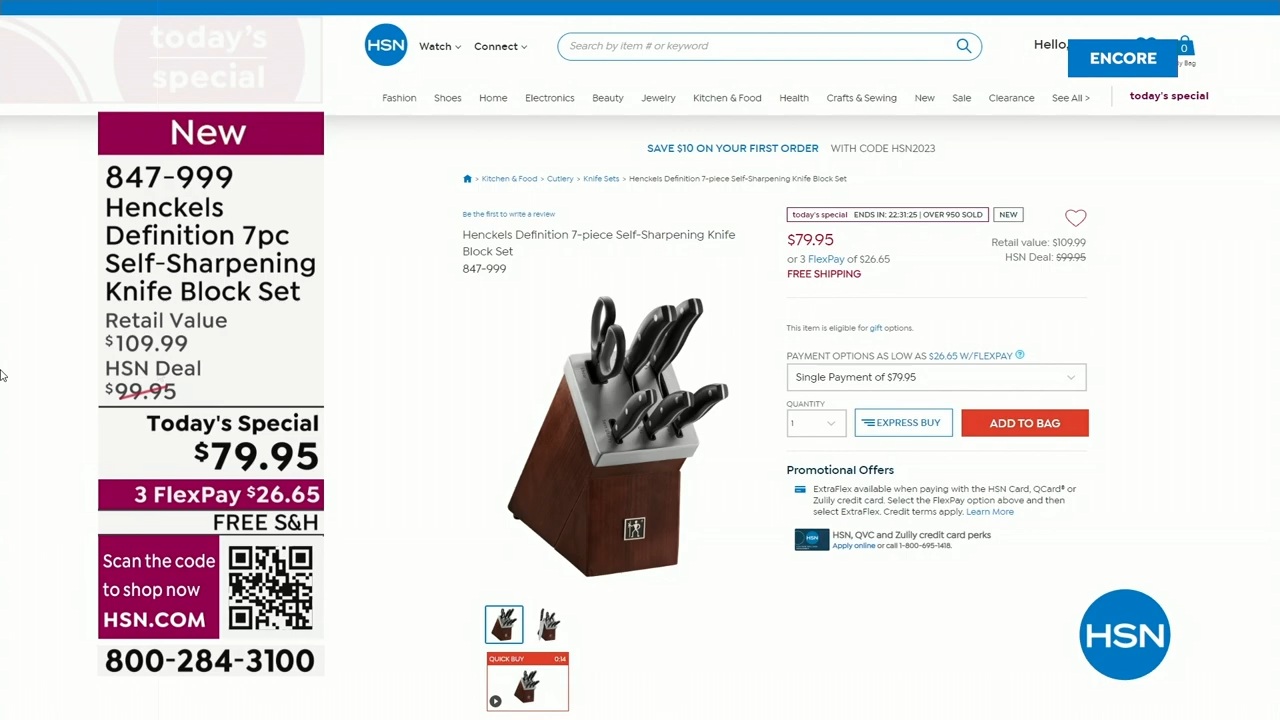 today's
special
New
847-999
Henckels
Definition 7pc
Self-Sharpening
Knife Block Set
Retail Value
$109.99
HSN Deal
$99.95
Today's Special
$79.95
3 FlexPay $26.65
FREE S&H
Scan the code
to shop now
HSN.COM
800-284-3100
HSN
Watch
Connect
Search by item # or keyword
Hello,
ENCORE
0
Bag
Fashion Shoes Home Electronics Beauty Jewelry Kitchen & Food Health Crafts & Sewing New Sale Clearance See All > today's special
SAVE $10 ON YOUR FIRST ORDER WITH CODE HSN2023
> Kitchen & Food > Cutlery > Knife Sets > Henckels Definition 7-piece Self-Sharpening Knife Block Set
Be the first to write a review
Henckels Definition 7-piece Self-Sharpening Knife
Block Set
847-999
today's special ENDS IN: 22:31:25 | OVER 950 SOLD NEW
$79.95
Retail value: $109.99
or 3 FlexPay of $26.65
HSN Deal: $99.95
FREE SHIPPING
This item is eligible for gift options.
PAYMENT OPTIONS AS LOW AS $26.65 W/FLEXPAY ?
Single Payment of $79.95
QUANTITY
1
EXPRESS BUY
ADD TO BAG
Promotional Offers
ExtraFlex available when paying with the HSN Card, QCard® or
Zulily credit card. Select the FlexPay option above and then
select ExtraFlex. Credit terms apply. Learn More
HSN
HSN, QVC and Zulily credit card perks
Apply online or call 1-800-695-1418.
QUICK BUY 0:14
HSN